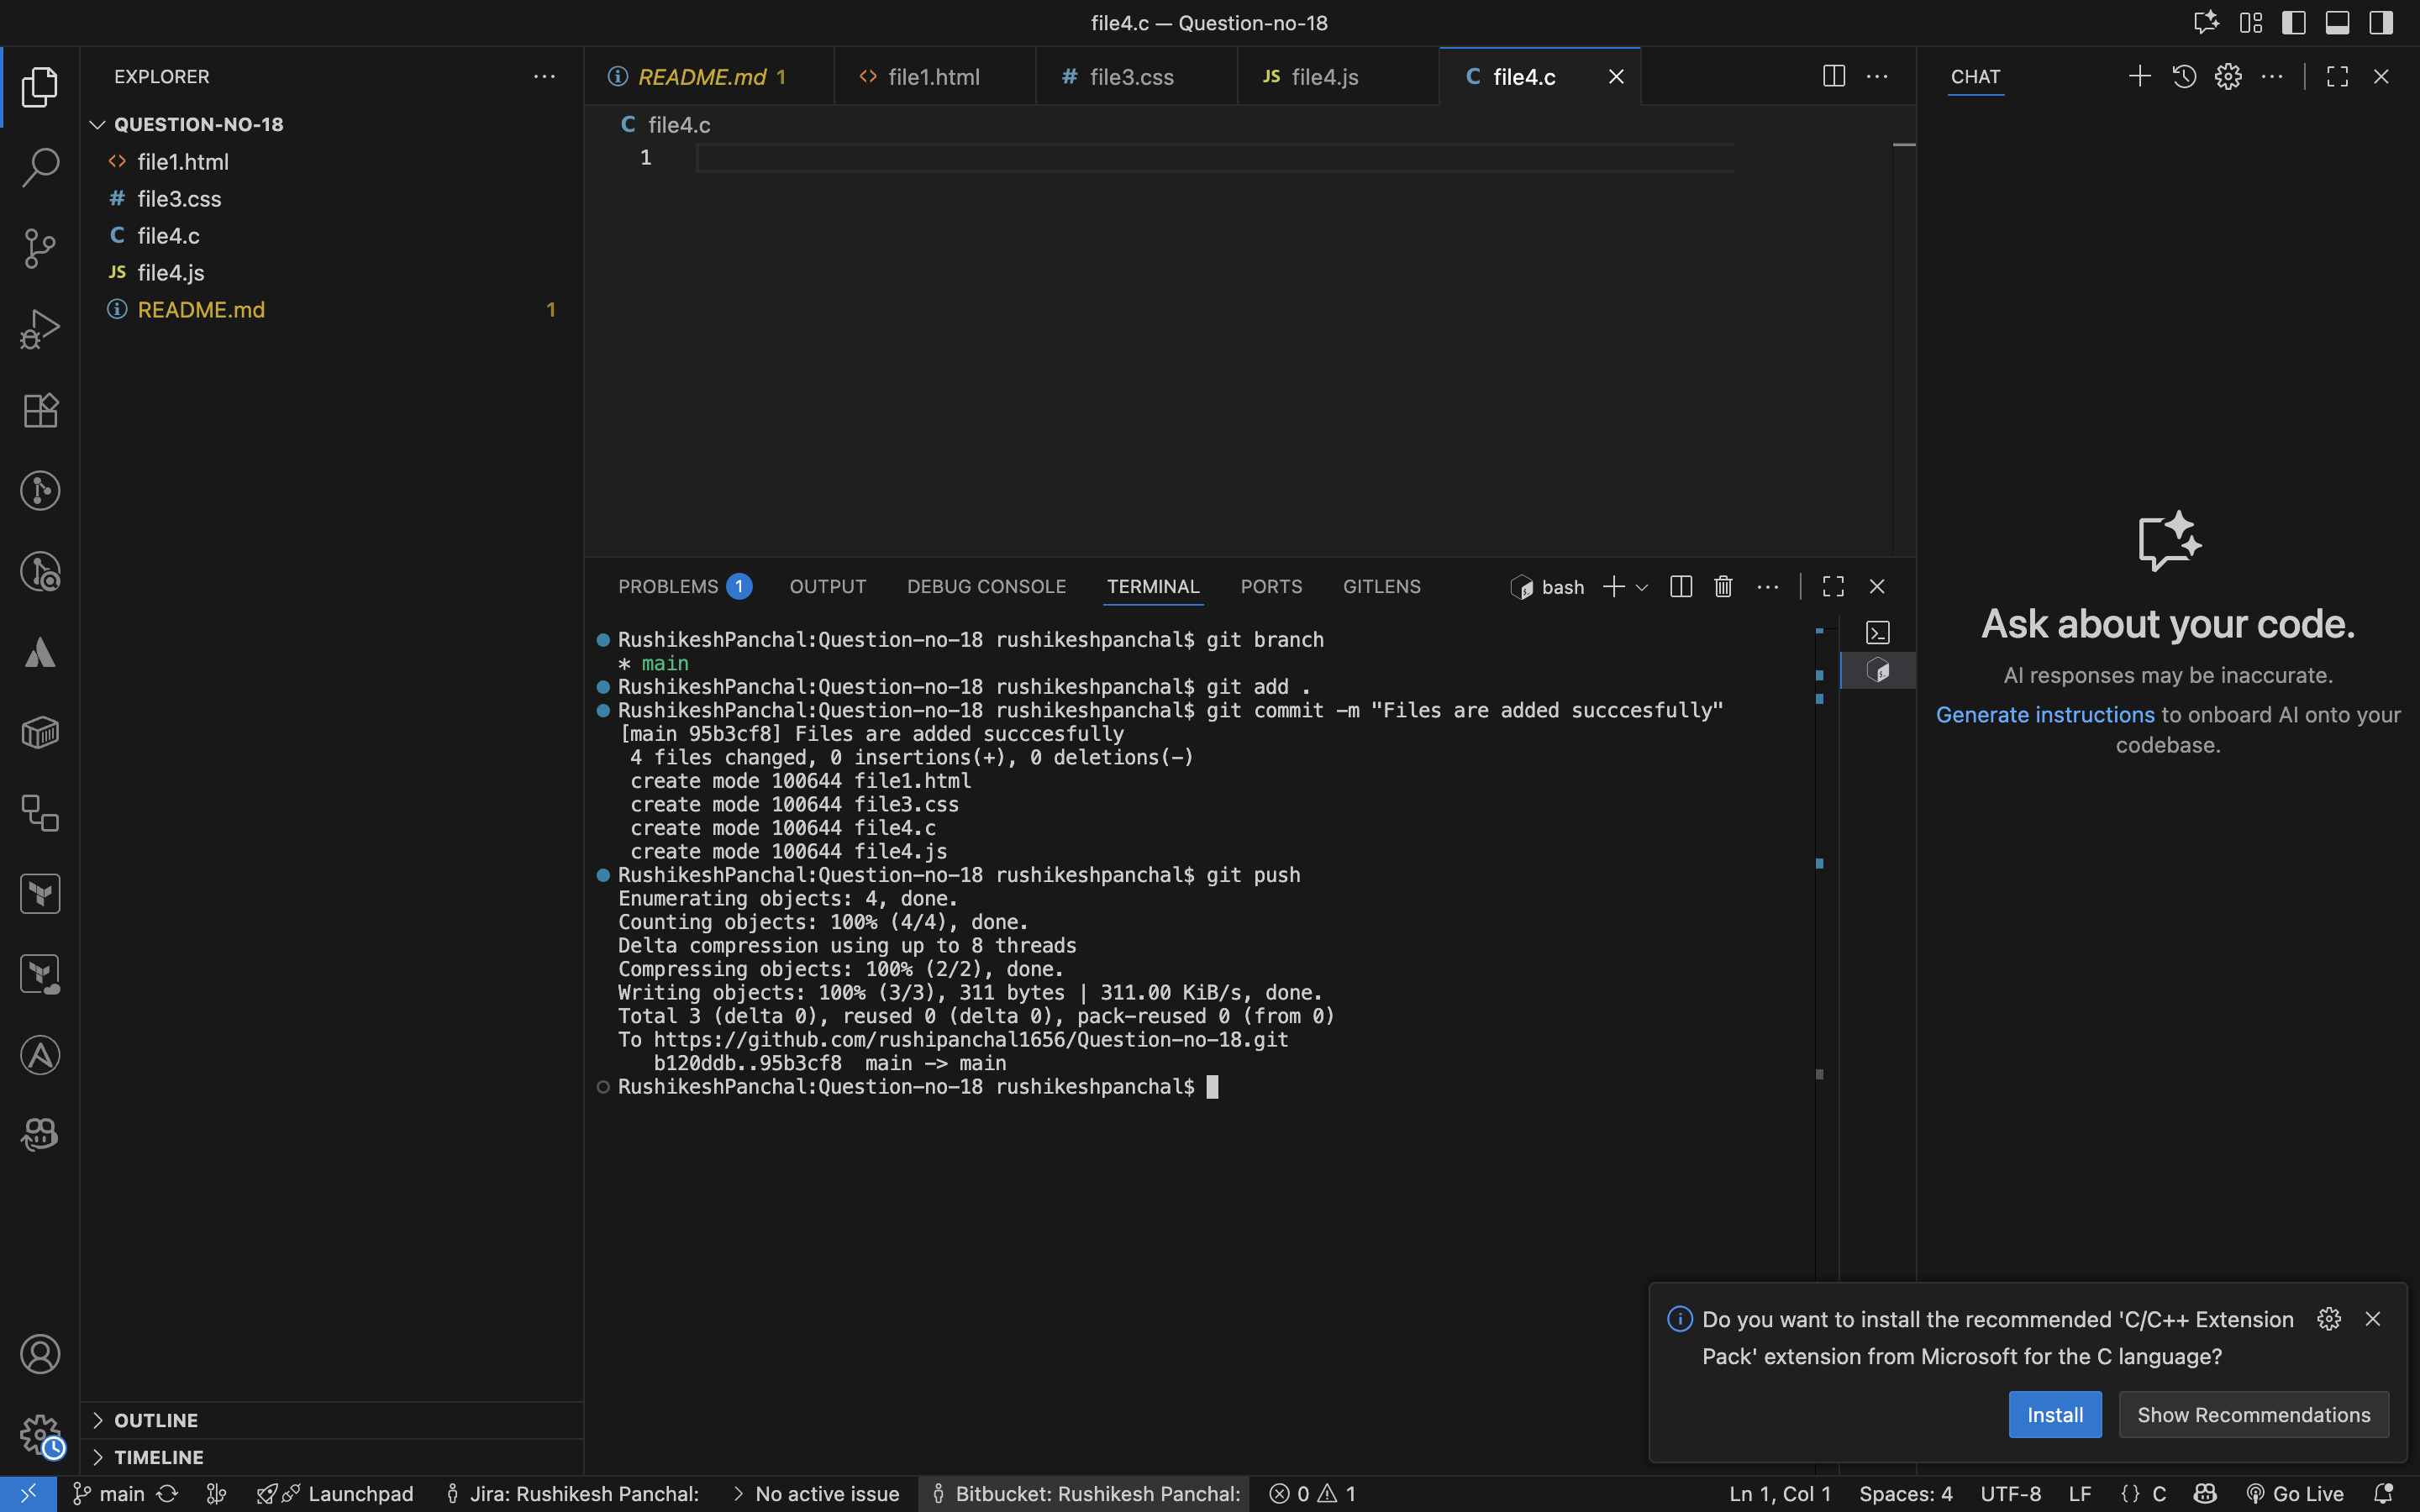 file4.c — Question-no-18
EXPLORER
QUESTION-NO-18
file1.html
file3.css
file4.c
JS file4.js
README.md 1
README.md 1
file1.html
file3.css
JS file4.js
C file4.c
C file4.c
1
PROBLEMS 1 OUTPUT DEBUG CONSOLE TERMINAL PORTS GITLENS
bash
RushikeshPanchal:Question-no-18 rushikeshpanchal$ git branch
* main
RushikeshPanchal:Question-no-18 rushikeshpanchal$ git add .
RushikeshPanchal:Question-no-18 rushikeshpanchal$ git commit -m "Files are added succcesfully"
[main 95b3cf8] Files are added succcesfully
4 files changed, 0 insertions(+), 0 deletions(-)
create mode 100644 file1.html
create mode 100644 file3.css
create mode 100644 file4.c
create mode 100644 file4.js
RushikeshPanchal:Question-no-18 rushikeshpanchal$ git push
Enumerating objects: 4, done.
Counting objects: 100% (4/4), done.
Delta compression using up to 8 threads
Compressing objects: 100% (2/2), done.
Writing objects: 100% (3/3), 311 bytes | 311.00 KiB/s, done.
Total 3 (delta 0), reused 0 (delta 0), pack-reused 0 (from 0)
To https://github.com/rushipanchal1656/Question-no-18.git
b120ddb..95b3cf8 main -> main
RushikeshPanchal:Question-no-18 rushikeshpanchal$
CHAT
Ask about your code.
AI responses may be inaccurate.
Generate instructions to onboard AI onto your
codebase.
Do you want to install the recommended 'C/C++ Extension
Pack' extension from Microsoft for the C language?
Install
Show Recommendations
OUTLINE
TIMELINE
main Launchpad Jira: Rushikesh Panchal: No active issue Bitbucket: Rushikesh Panchal: 0 1 Ln 1, Col 1 Spaces: 4 UTF-8 LF {} C Go Live